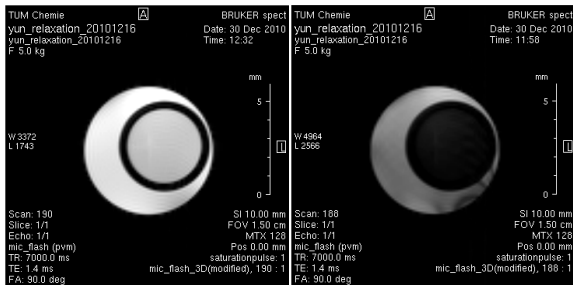 TUM Chemie
A
BRUKER spect
yun_relaxation_20101216
Date: 30 Dec 2010
yun_relaxation_20101216
Time: 12:32
F 5.0 kg
mm
5
W 3372
L 1743
L
0
Scan: 190
SI 10.00 mm
Slice: 1/1
FOV 1.50 cm
Echo: 1/1
MTX 128
mic_flash (pvm)
Pos 0.00 mm
TR: 7000.0 ms
saturationpulse: 1
TE: 1.4 ms
mic_flash_3D(modified), 190 : 1
FA: 90.0 deg
TUM Chemie
A
BRUKER spect
yun_relaxation_20101216
Date: 30 Dec 2010
yun_relaxation_20101216
Time: 11:58
F 5.0 kg
mm
5
W 4964
L 2566
L
0
Scan: 188
SI 10.00 mm
Slice: 1/1
FOV 1.50 cm
Echo: 1/1
MTX 128
mic_flash (pvm)
Pos 0.00 mm
TR: 7000.0 ms
saturationpulse: 1
TE: 1.4 ms
mic_flash_3D(modified), 188 : 1
FA: 90.0 deg